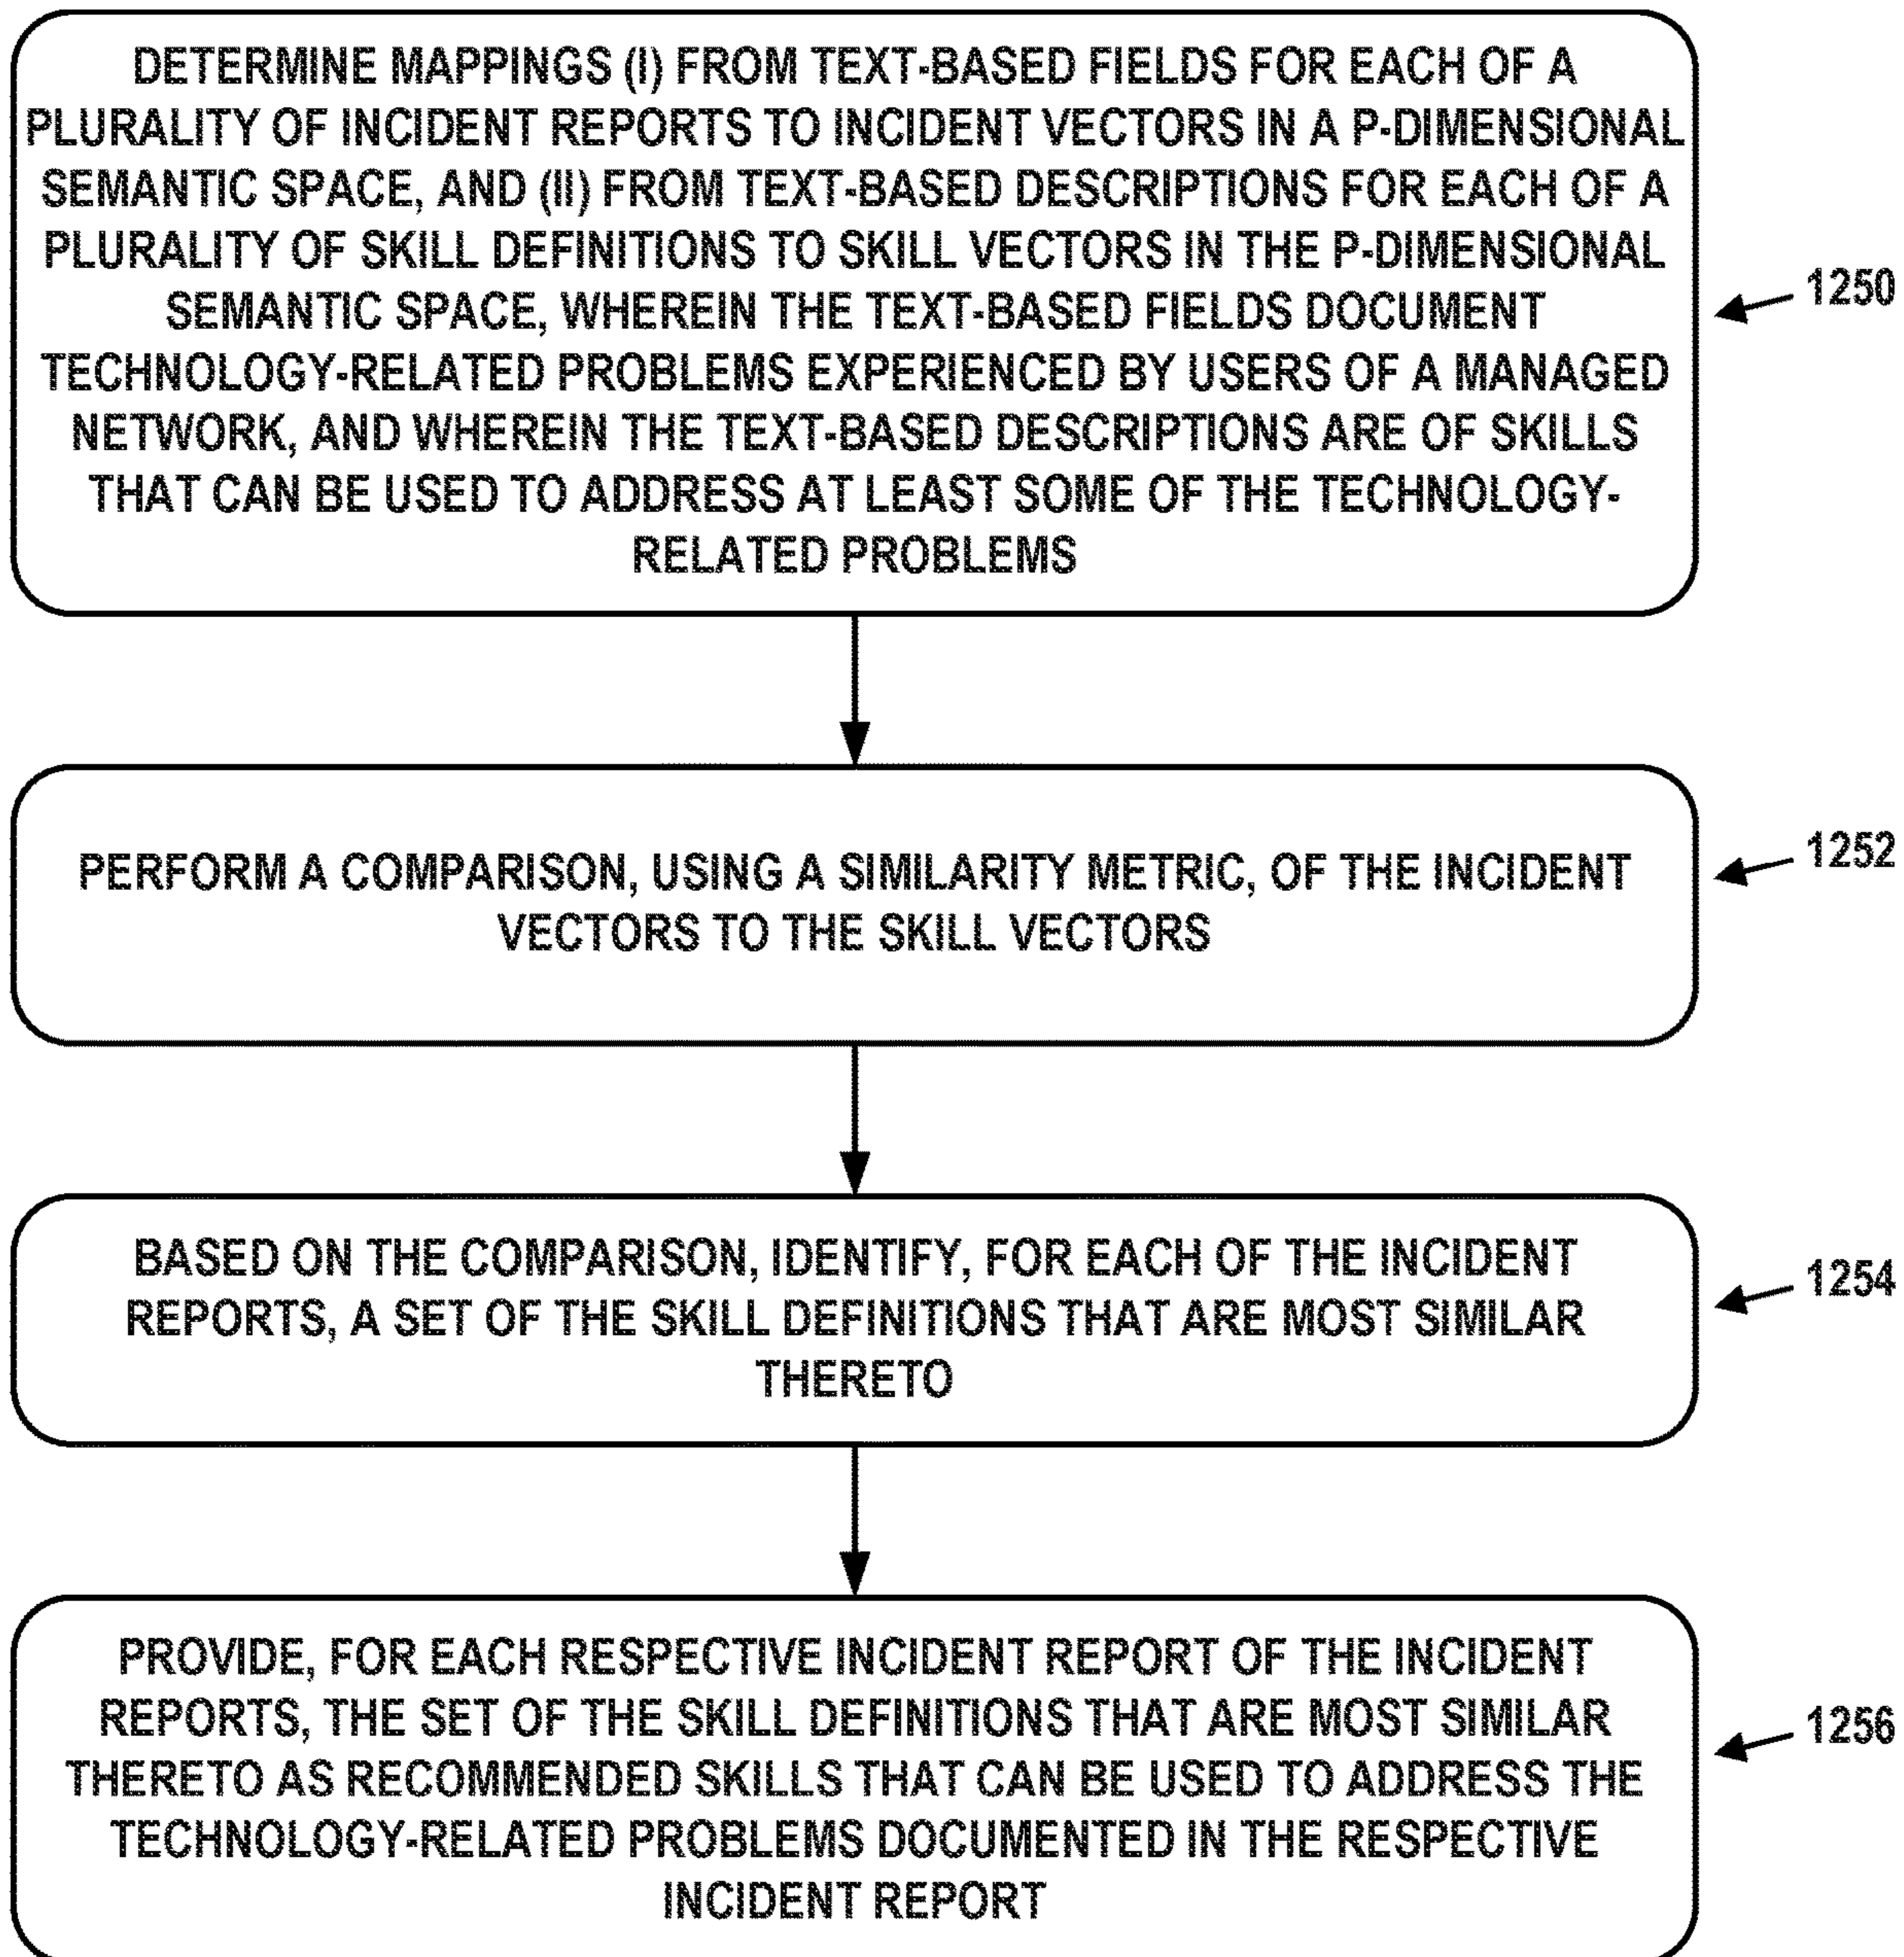 DETERMINE MAPPINGS (I) FROM TEXT-BASED FIELDS FOR EACH OF A
PLURALITY OF INCIDENT REPORTS TO INCIDENT VECTORS IN A P-DIMENSIONAL
SEMANTIC SPACE, AND (II) FROM TEXT-BASED DESCRIPTIONS FOR EACH OF A
PLURALITY OF SKILL DEFINITIONS TO SKILL VECTORS IN THE P-DIMENSIONAL
SEMANTIC SPACE, WHEREIN THE TEXT-BASED FIELDS DOCUMENT
TECHNOLOGY-RELATED PROBLEMS EXPERIENCED BY USERS OF A MANAGED
NETWORK, AND WHEREIN THE TEXT-BASED DESCRIPTIONS ARE OF SKILLS
THAT CAN BE USED TO ADDRESS AT LEAST SOME OF THE TECHNOLOGY-
RELATED PROBLEMS
1250
PERFORM A COMPARISON, USING A SIMILARITY METRIC, OF THE INCIDENT
VECTORS TO THE SKILL VECTORS
1252
BASED ON THE COMPARISON, IDENTIFY, FOR EACH OF THE INCIDENT
REPORTS, A SET OF THE SKILL DEFINITIONS THAT ARE MOST SIMILAR
THERETO
1254
PROVIDE, FOR EACH RESPECTIVE INCIDENT REPORT OF THE INCIDENT
REPORTS, THE SET OF THE SKILL DEFINITIONS THAT ARE MOST SIMILAR
THERETO AS RECOMMENDED SKILLS THAT CAN BE USED TO ADDRESS THE
TECHNOLOGY-RELATED PROBLEMS DOCUMENTED IN THE RESPECTIVE
INCIDENT REPORT
1256